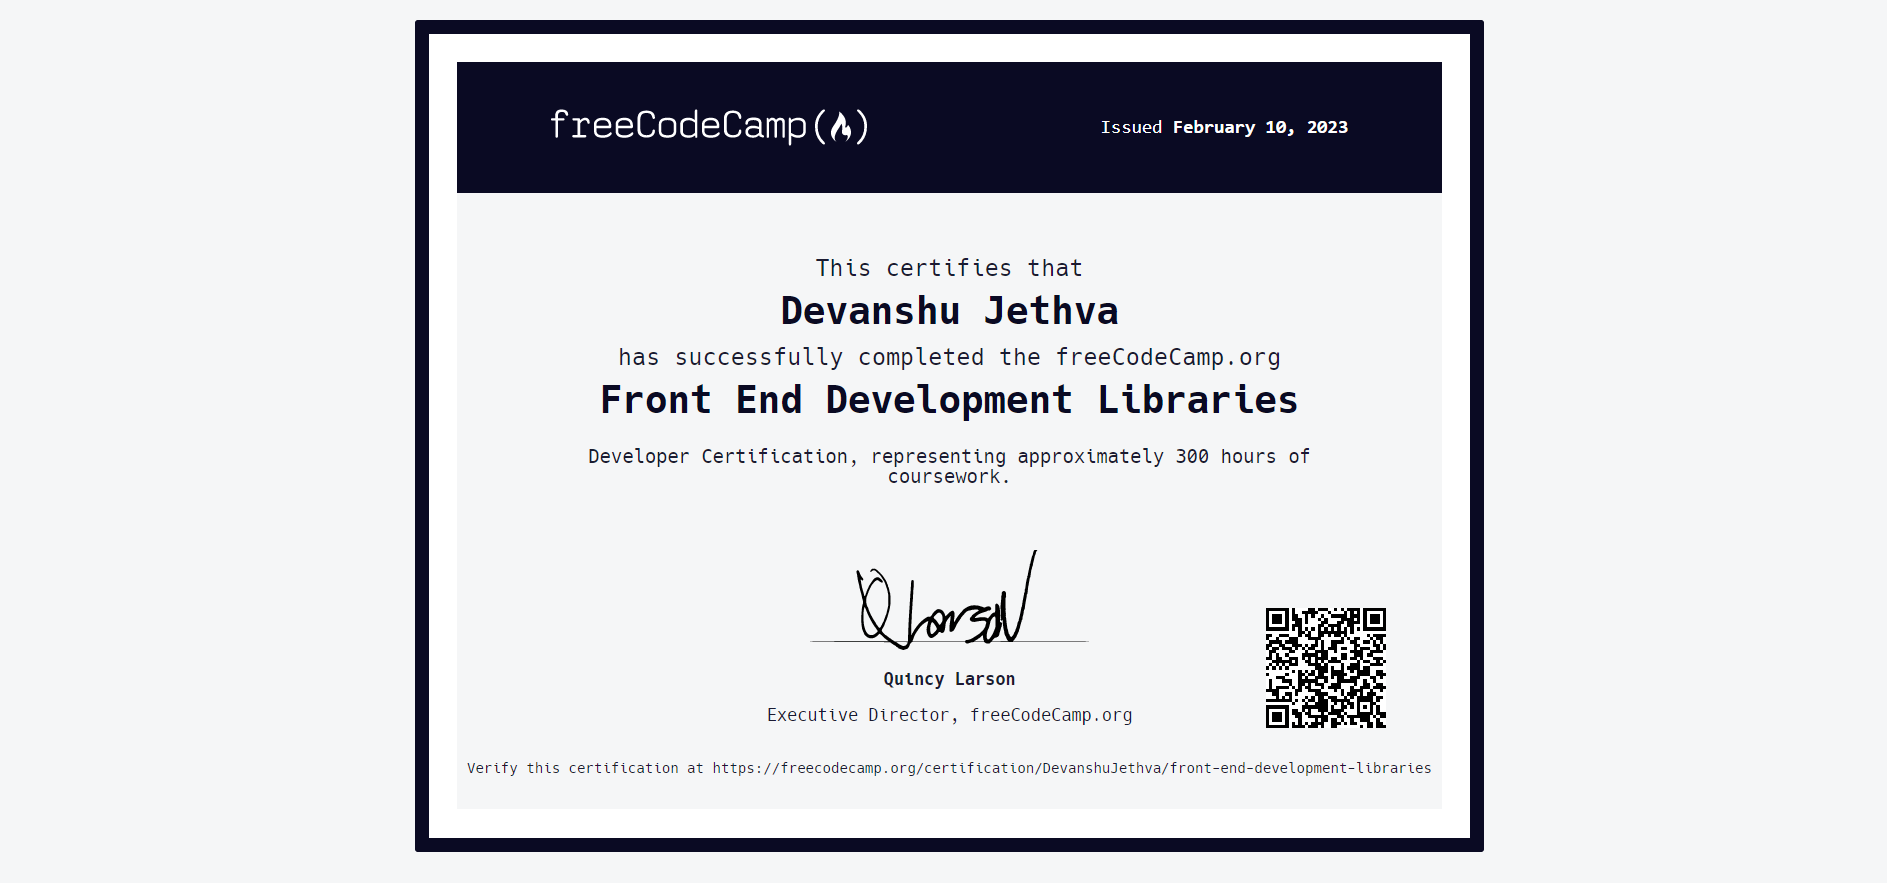 freeCodeCamp(🔥)
Issued February 10, 2023
This certifies that
Devanshu Jethva
has successfully completed the freeCodeCamp.org
Front End Development Libraries
Developer Certification, representing approximately 300 hours of
coursework.
Q Larson
Quincy Larson
Executive Director, freeCodeCamp.org
Verify this certification at https://freecodecamp.org/certification/DevanshuJethva/front-end-development-libraries